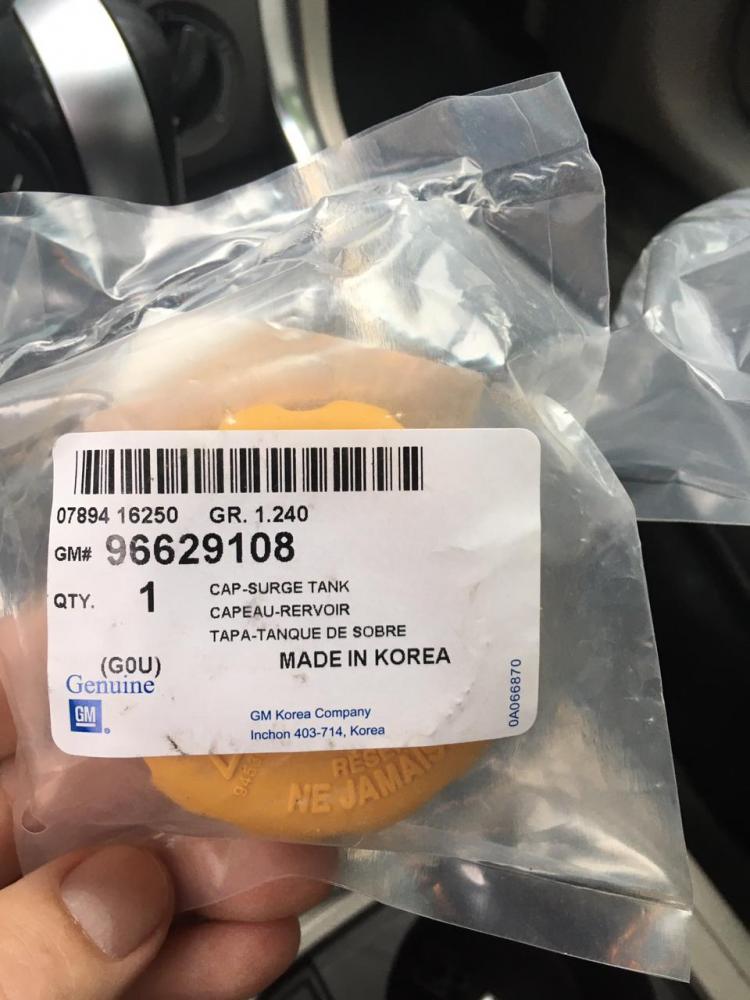 07894 16250 GR. 1.240
GM# 96629108
QTY. 1 CAP-SURGE TANK
CAPEAU-RERVOIR
TAPA-TANQUE DE SOBRE
(G0U) MADE IN KOREA
Genuine
GM
GM Korea Company
Inchon 403-714, Korea
0A066870
NE JAMAIS